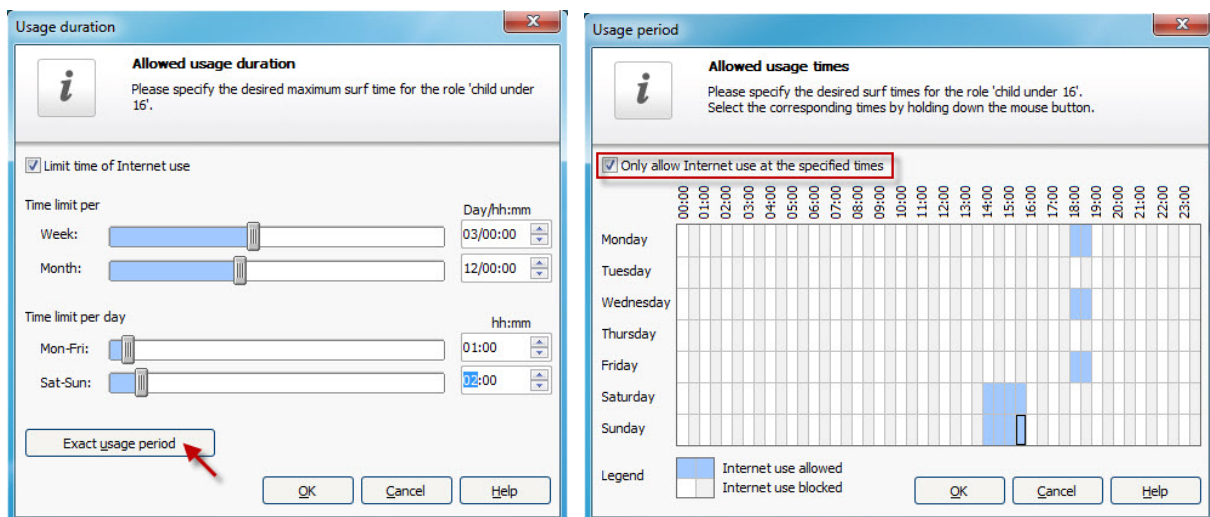 Usage duration
x
i
Allowed usage duration
Please specify the desired maximum surf time for the role 'child under
16'.
Limit time of Internet use
Time limit per
Day/hh:mm
Week:
03/00:00
Month:
12/00:00
Time limit per day
hh:mm
Mon-Fri:
01:00
Sat-Sun:
02:00
Exact usage period
OK
Cancel
Help
Usage period
x
i
Allowed usage times
Please specify the desired surf times for the role 'child under 16'.
Select the corresponding times by holding down the mouse button.
Only allow Internet use at the specified times
00:00 01:00 02:00 03:00 04:00 05:00 06:00 07:00 08:00 09:00 10:00 11:00 12:00 13:00 14:00 15:00 16:00 17:00 18:00 19:00 20:00 21:00 22:00 23:00
Monday
Tuesday
Wednesday
Thursday
Friday
Saturday
Sunday
Legend
Internet use allowed
Internet use blocked
OK
Cancel
Help